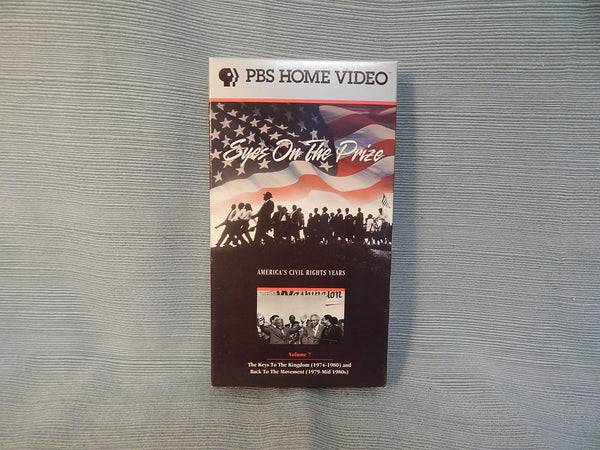 PBS HOME VIDEO
Eyes On The Prize
AMERICA'S CIVIL RIGHTS YEARS
Washington
Volume 7
The Keys To The Kingdom (1974-1980) and
Back To The Movement (1979-Mid 1980s)